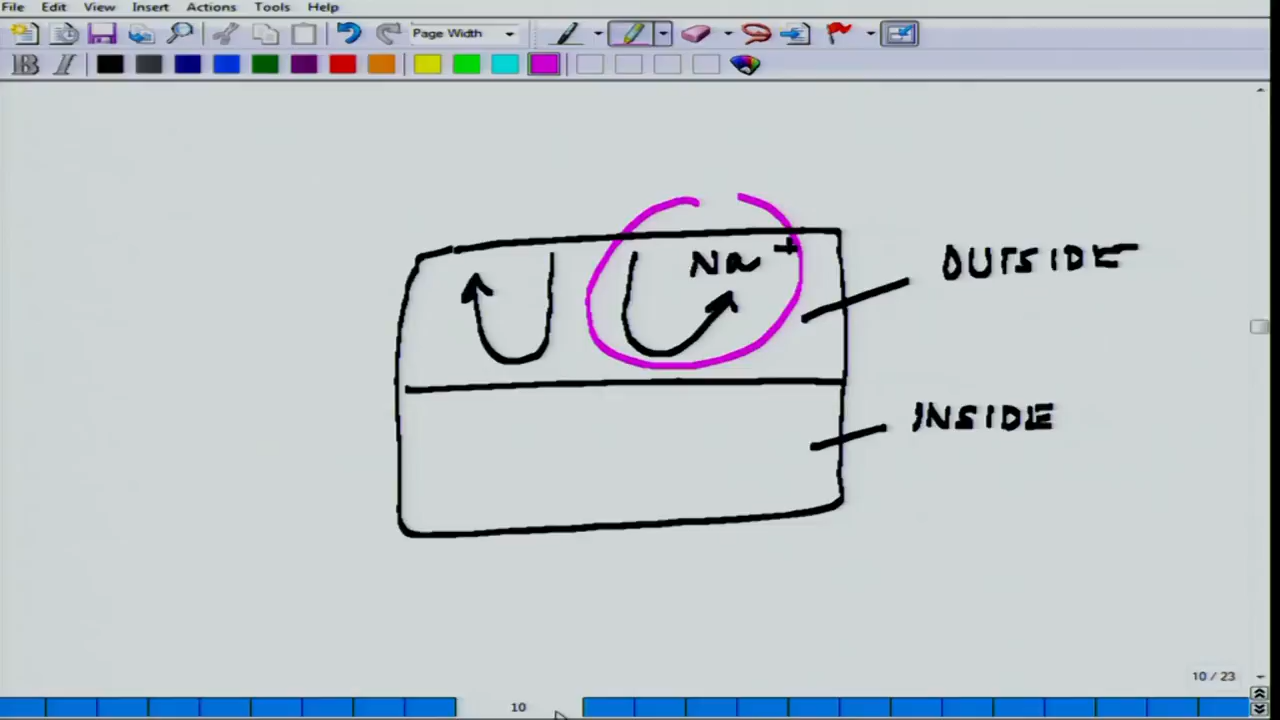 File Edit View Insert Actions Tools Help
Page Width
B I
Na +
OUTSIDE
INSIDE
10 / 23
10